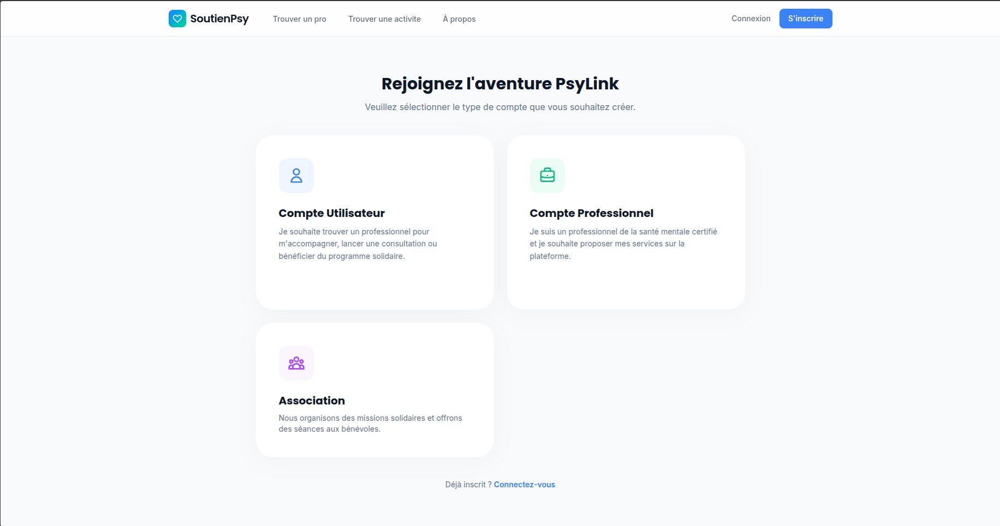 SoutienPsy
Trouver un pro
Trouver une activite
À propos
Connexion
S'inscrire
Rejoignez l'aventure PsyLink
Veuillez sélectionner le type de compte que vous souhaitez créer.
Compte Utilisateur
Je souhaite trouver un professionnel pour
m'accompagner, lancer une consultation ou
bénéficier du programme solidaire.
Compte Professionnel
Je suis un professionnel de la santé mentale certifié
et je souhaite proposer mes services sur la
plateforme.
Association
Nous organisons des missions solidaires et offrons
des séances aux bénévoles.
Déjà inscrit ? Connectez-vous